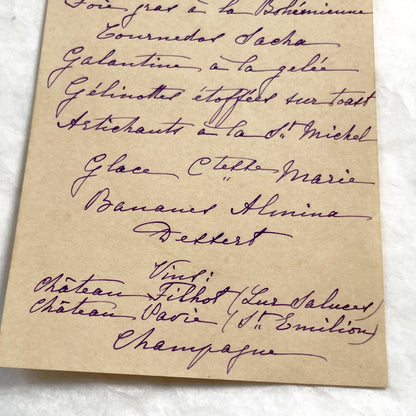 Foie gras à la Bohémienne
Tournedos Sacha
Galantine à la gelée
Gélinottes étoffées sur toast
Artichauts à la St Michel
Glace Ctesse Marie
Bananes Almina
Dessert
Vins:
Château Filhot (Lur Saluces)
Château Pavie (St. Emilion)
Champagne